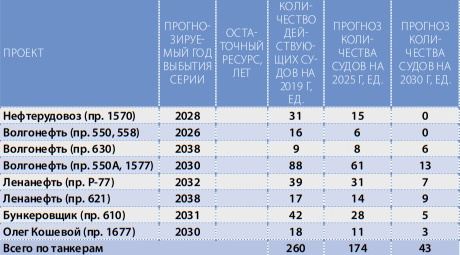 ПРОЕКТ
ПРОГНО-
ЗИРУЕ-
МЫЙ ГОД
ВЫБЫТИЯ
СЕРИИ
ОСТА-
ТОЧНЫЙ
РЕСУРС,
ЛЕТ
КОЛИ-
ЧЕСТВО
ДЕЙ-
СТВУЮ-
ЩИХ СУ-
ДОВ НА
2019 Г,
ЕД.
ПРОГНОЗ
КОЛИ-
ЧЕСТВА
СУДОВ НА
2025 Г, ЕД.
ПРОГНОЗ
КОЛИ-
ЧЕСТВА
СУДОВ НА
2030 Г, ЕД.
Нефтерудовоз (пр. 1570) 2028 31 15 0
Волгонефть (пр. 550, 558) 2026 16 6 0
Волгонефть (пр. 630) 2038 9 8 6
Волгонефть (пр. 550А, 1577) 2030 88 61 13
Ленанефть (пр. Р-77) 2032 39 31 7
Ленанефть (пр. 621) 2038 17 14 9
Бункеровщик (пр. 610) 2031 42 28 5
Олег Кошевой (пр. 1677) 2030 18 11 3
Всего по танкерам 260 174 43